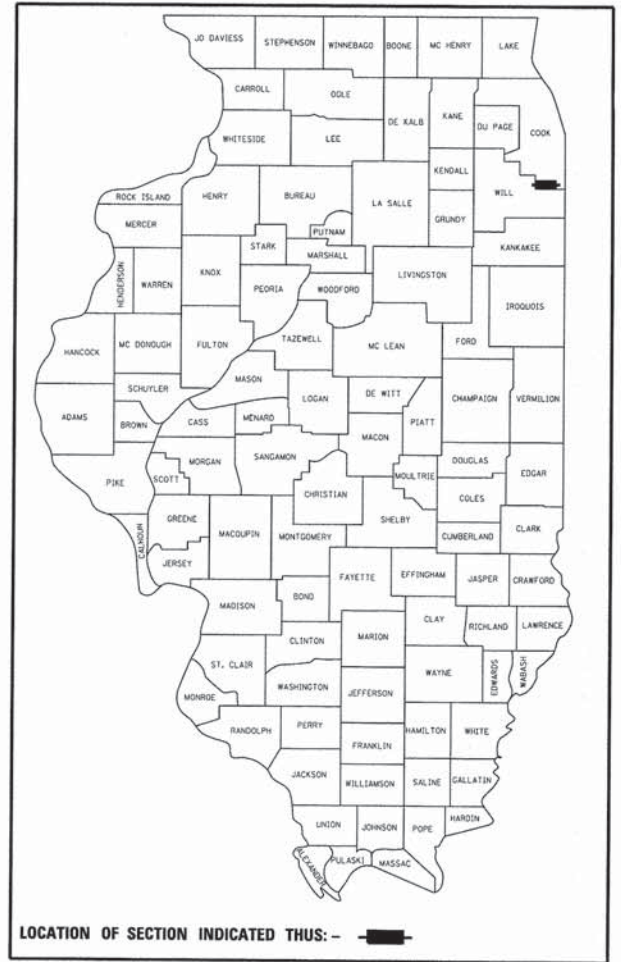 JO DAVIESS
STEPHENSON
WINNEBAGO
BOONE
MC HENRY
LAKE
CARROLL
OGLE
DE KALB
KANE
DU PAGE
COOK
WHITESIDE
LEE
KENDALL
WILL
ROCK ISLAND
HENRY
BUREAU
LA SALLE
GRUNDY
MERCER
PUTNAM
STARK
MARSHALL
KANKAKEE
HENDERSON
WARREN
KNOX
PEORIA
WOODFORD
LIVINGSTON
IROQUOIS
TAZEWELL
MC LEAN
FORD
HANCOCK
MC DONOUGH
FULTON
MASON
SCHUYLER
LOGAN
DE WITT
CHAMPAIGN
VERMILION
ADAMS
BROWN
CASS
MENARD
MACON
PIATT
PIKE
SCOTT
MORGAN
SANGAMON
MOULTRIE
DOUGLAS
EDGAR
CHRISTIAN
COLES
CALHOUN
GREENE
MACOUPIN
MONTGOMERY
SHELBY
CUMBERLAND
CLARK
JERSEY
FAYETTE
EFFINGHAM
JASPER
CRAWFORD
MADISON
BOND
CLAY
RICHLAND
LAWRENCE
CLINTON
MARION
ST. CLAIR
WAYNE
EDWARDS
WABASH
WASHINGTON
JEFFERSON
MONROE
RANDOLPH
PERRY
HAMILTON
WHITE
FRANKLIN
JACKSON
WILLIAMSON
SALINE
GALLATIN
UNION
JOHNSON
POPE
HARDIN
ALEXANDER
PULASKI
MASSAC
LOCATION OF SECTION INDICATED THUS: -